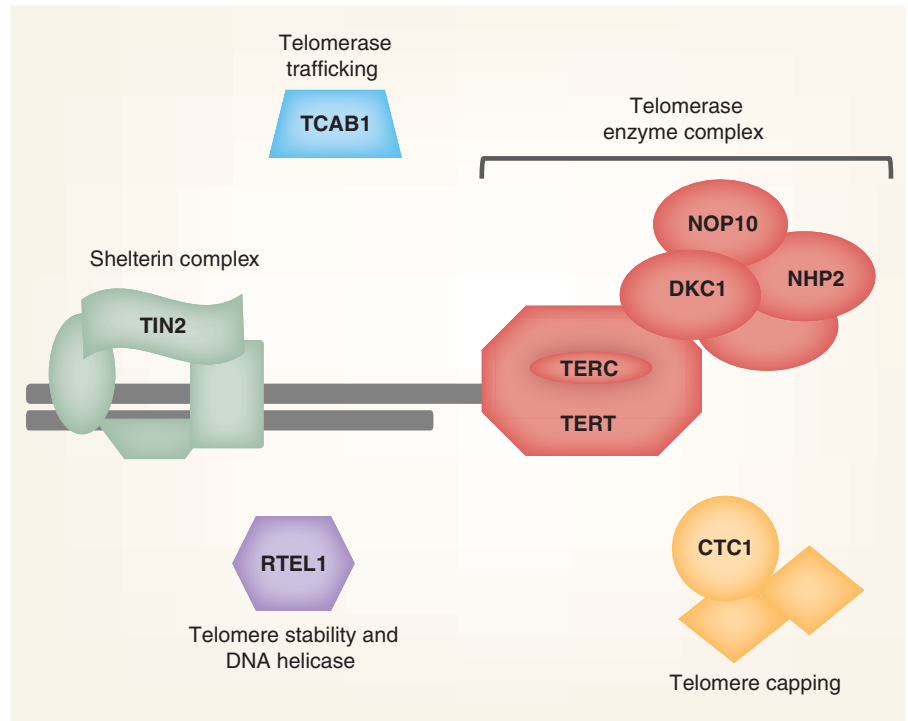 Telomerase
trafficking
TCAB1
Telomerase
enzyme complex
NOP10
NHP2
DKC1
Shelterin complex
TIN2
TERC
TERT
RTEL1
Telomere stability and
DNA helicase
CTC1
Telomere capping